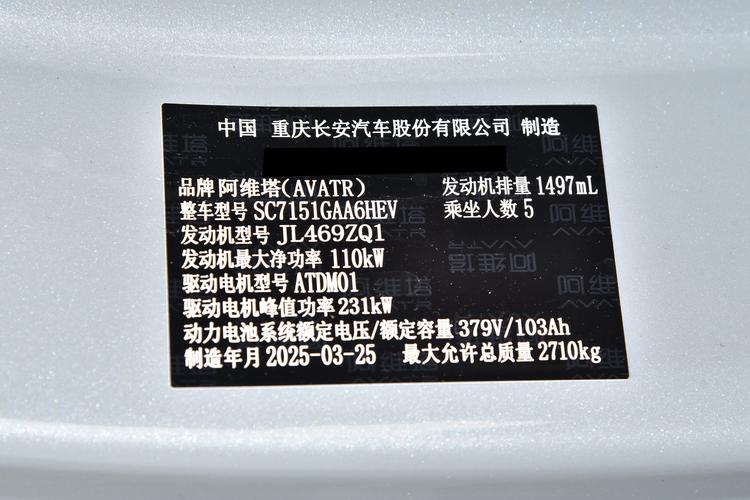 中国 重庆长安汽车股份有限公司 制造
品牌 阿维塔(AVATR) 发动机排量 1497mL
整车型号 SC7151GAA6HEV 乘坐人数 5
发动机型号 JL469ZQ1
发动机最大净功率 110kW
驱动电机型号 ATDM01
驱动电机峰值功率 231kW
动力电池系统额定电压/额定容量 379V/103Ah
制造年月 2025-03-25 最大允许总质量 2710kg